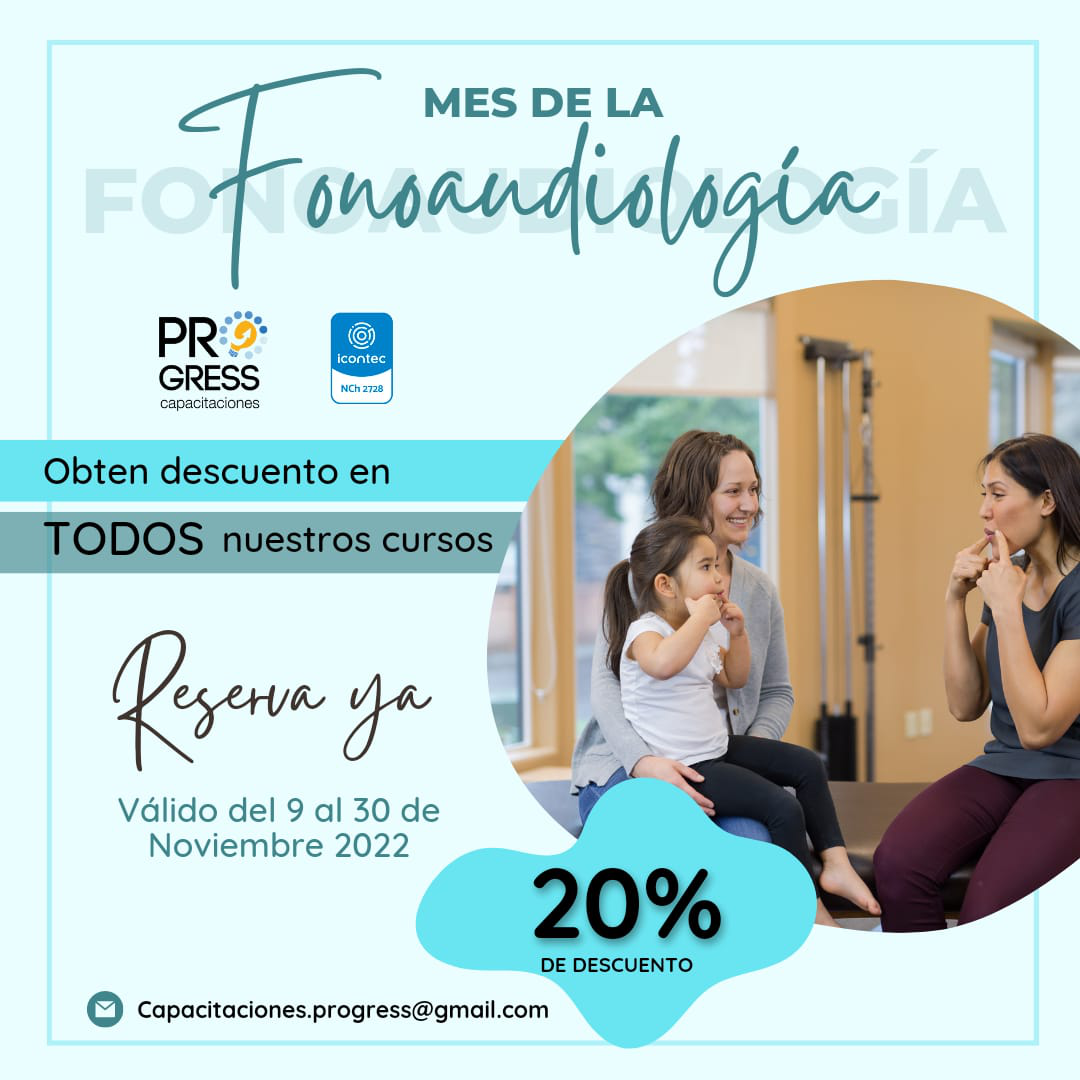 MES DE LA
FONOAUDIOLOGÍA
Fonoaudiología
PROGRESS
capacitaciones
icontec
NCh 2728
Obten descuento en
TODOS nuestros cursos
Reserva ya
Válido del 9 al 30 de
Noviembre 2022
20%
DE DESCUENTO
Capacitaciones.progress@gmail.com